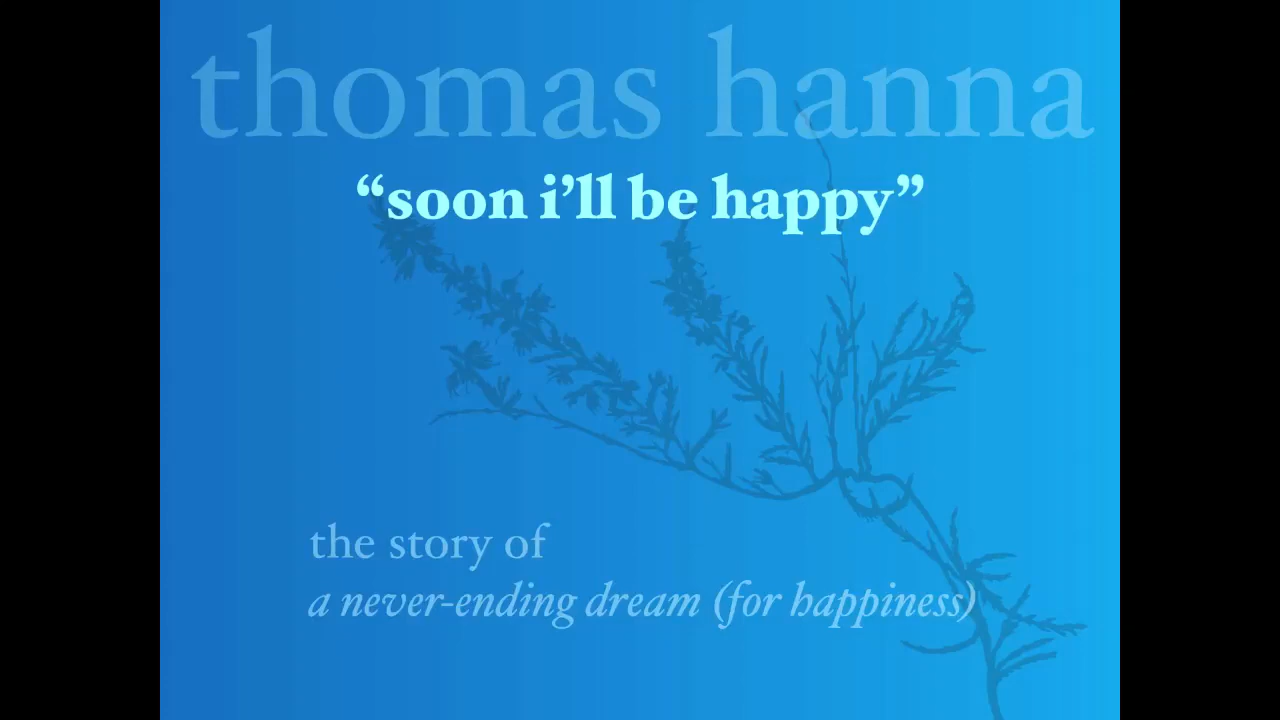 thomas hanna
“soon i’ll be happy”
the story of
a never-ending dream (for happiness)